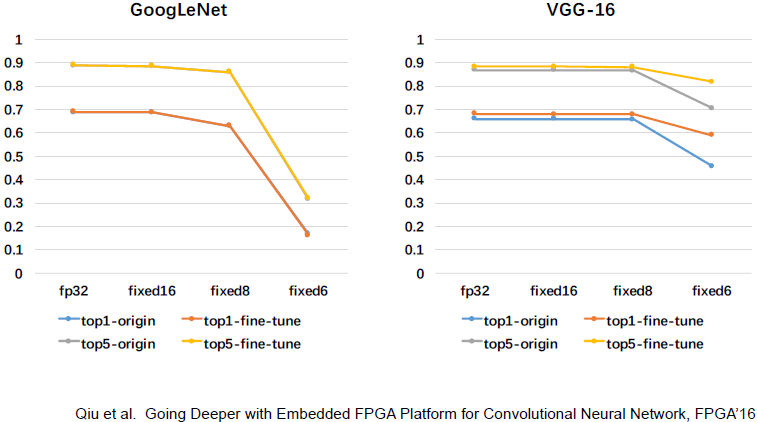 GoogLeNet
1
0.9
0.8
0.7
0.6
0.5
0.4
0.3
0.2
0.1
0
fp32 fixed16 fixed8 fixed6
top1-origin top1-fine-tune
top5-origin top5-fine-tune
VGG-16
1
0.9
0.8
0.7
0.6
0.5
0.4
0.3
0.2
0.1
0
fp32 fixed16 fixed8 fixed6
top1-origin top1-fine-tune
top5-origin top5-fine-tune
Qiu et al.  Going Deeper with Embedded FPGA Platform for Convolutional Neural Network, FPGA’16